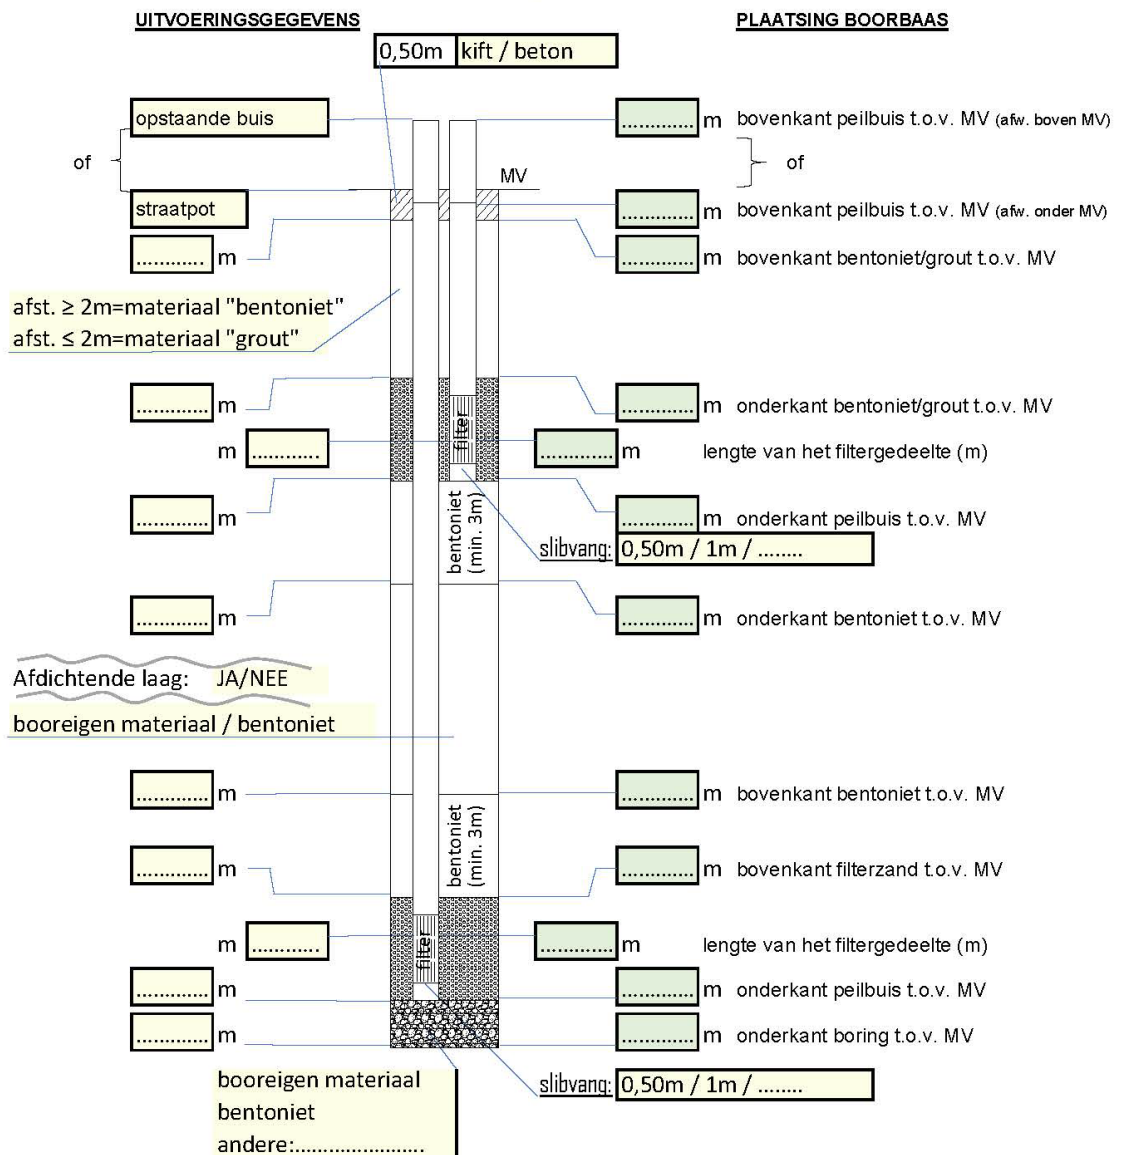 UITVOERINGSGEGEVENS PLAATSING BOORBAAS
0,50m kift / beton
opstaande buis ............ m bovenkant peilbuis t.o.v. MV (afw. boven MV)
of of
MV
straatpot ............ m bovenkant peilbuis t.o.v. MV (afw. onder MV)
............ m ............ m bovenkant bentoniet/grout t.o.v. MV
afst. ≥ 2m=materiaal "bentoniet"
afst. ≤ 2m=materiaal "grout"
............ m ............ m onderkant bentoniet/grout t.o.v. MV
m ............ filter ............ m lengte van het filtergedeelte (m)
............ m ............ m onderkant peilbuis t.o.v. MV
bentoniet
(min. 3m)
slibvang: 0,50m / 1m / ........
............ m ............ m onderkant bentoniet t.o.v. MV
Afdichtende laag: JA/NEE
booreigen materiaal / bentoniet
............ m ............ m bovenkant bentoniet t.o.v. MV
bentoniet
(min. 3m)
............ m ............ m bovenkant filterzand t.o.v. MV
m ............ filter ............ m lengte van het filtergedeelte (m)
............ m ............ m onderkant peilbuis t.o.v. MV
............ m ............ m onderkant boring t.o.v. MV
booreigen materiaal slibvang: 0,50m / 1m / ........
bentoniet
andere:.......................